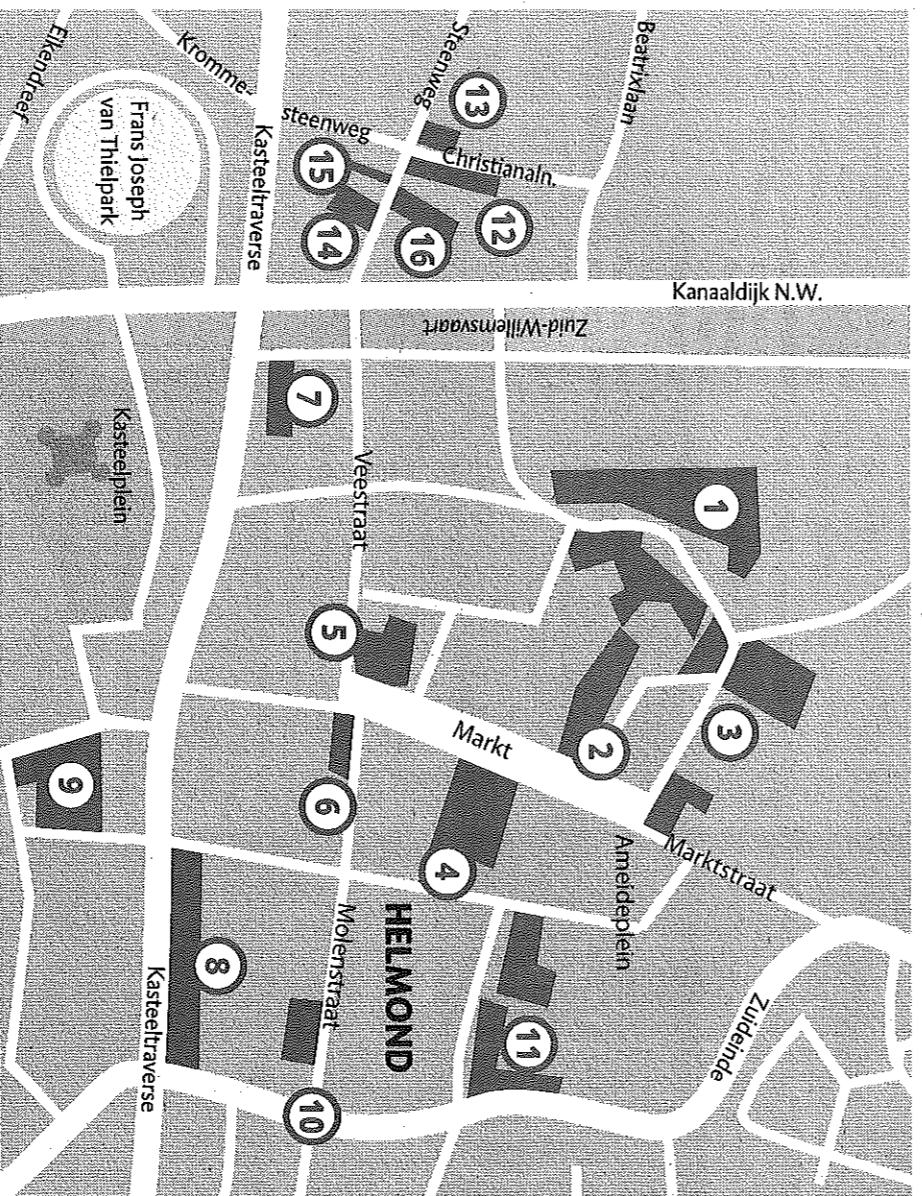 Elkendreef
Kromme-
steenweg
Steenweg
Beatrixlaan
13
Christianaln.
15
14
16
12
Frans Joseph
van Thielpark
Kasteeltraverse
Kanaaldijk N.W.
Zuid-Willemsvaart
7
Kasteelplein
Veestraat
1
5
Markt
2
3
9
6
4
Ameideplein
Marktstraat
8
Molenstraat
HELMOND
11
Zuideinde
Kasteeltraverse
10